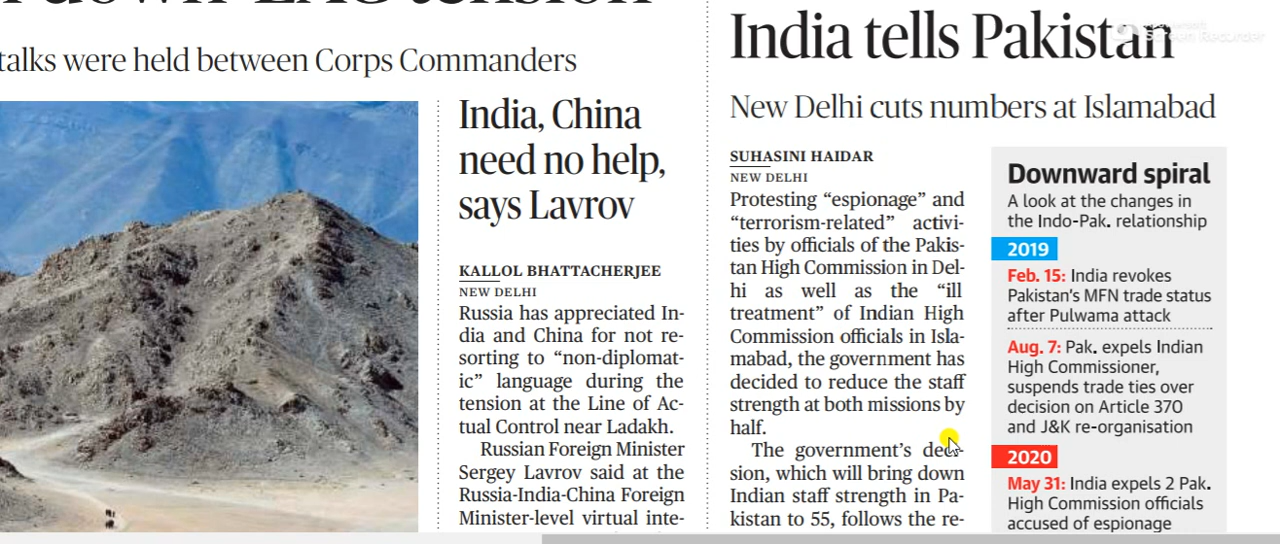 down LAC tension
talks were held between Corps Commanders
India, China
need no help,
says Lavrov
KALLOL BHATTACHERJEE
NEW DELHI
Russia has appreciated In-
dia and China for not re-
sorting to “non-diplomat-
ic” language during the
tension at the Line of Ac-
tual Control near Ladakh.
Russian Foreign Minister
Sergey Lavrov said at the
Russia-India-China Foreign
Minister-level virtual inte-
India tells Pakistan
Screen Recorder
New Delhi cuts numbers at Islamabad
SUHASINI HAIDAR
NEW DELHI
Protesting “espionage” and
“terrorism-related” activi-
ties by officials of the Pakis-
tan High Commission in Del-
hi as well as the “ill
treatment” of Indian High
Commission officials in Isla-
mabad, the government has
decided to reduce the staff
strength at both missions by
half.
The government’s deci-
sion, which will bring down
Indian staff strength in Pa-
kistan to 55, follows the re-
Downward spiral
A look at the changes in
the Indo-Pak. relationship
2019
Feb. 15: India revokes
Pakistan’s MFN trade status
after Pulwama attack
Aug. 7: Pak. expels Indian
High Commissioner,
suspends trade ties over
decision on Article 370
and J&K re-organisation
2020
May 31: India expels 2 Pak.
High Commission officials
accused of espionage